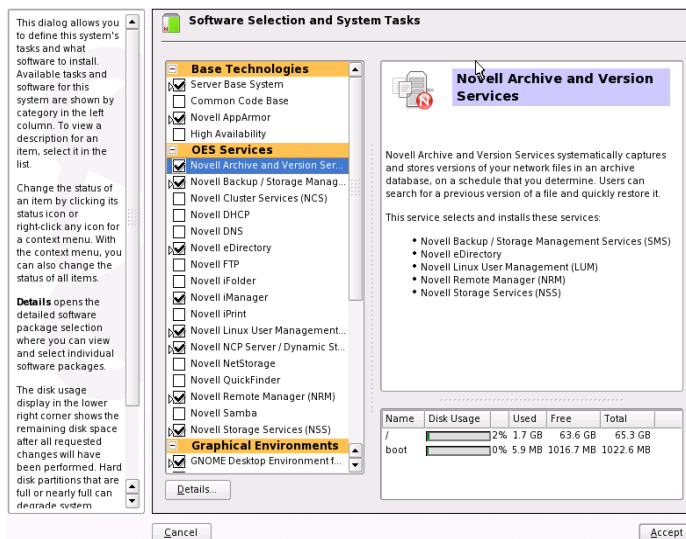 This dialog allows you
to define this system's
tasks and what
software to install.
Available tasks and
software for this
system are shown by
category in the left
column. To view a
description for an
item, select it in the
list.
Change the status of
an item by clicking its
status icon or
right-click any icon for
a context menu. With
the context menu, you
can also change the
status of all items.
Details opens the
detailed software
package selection
where you can view
and select individual
software packages.
The disk usage
display in the lower
right corner shows the
remaining disk space
after all requested
changes will have
been performed. Hard
disk partitions that are
full or nearly full can
degrade system
Software Selection and System Tasks
Base Technologies
Server Base System
Common Code Base
Novell AppArmor
High Availability
OES Services
Novell Archive and Version Ser...
Novell Backup / Storage Manag...
Novell Cluster Services (NCS)
Novell DHCP
Novell DNS
Novell eDirectory
Novell FTP
Novell iFolder
Novell iManager
Novell iPrint
Novell Linux User Management...
Novell NCP Server / Dynamic St...
Novell NetStorage
Novell QuickFinder
Novell Remote Manager (NRM)
Novell Samba
Novell Storage Services (NSS)
Graphical Environments
GNOME Desktop Environment f...
Details...
Novell Archive and Version
Services
Novell Archive and Version Services systematically captures
and stores versions of your network files in an archive
database, on a schedule that you determine. Users can
search for a previous version of a file and quickly restore it.
This service selects and installs these services:
• Novell Backup / Storage Management Services (SMS)
• Novell eDirectory
• Novell Linux User Management (LUM)
• Novell Remote Manager (NRM)
• Novell Storage Services (NSS)
Name Disk Usage Used Free Total
/ 2% 1.7 GB 63.6 GB 65.3 GB
boot 0% 5.9 MB 1016.7 MB 1022.6 MB
Cancel
Accept